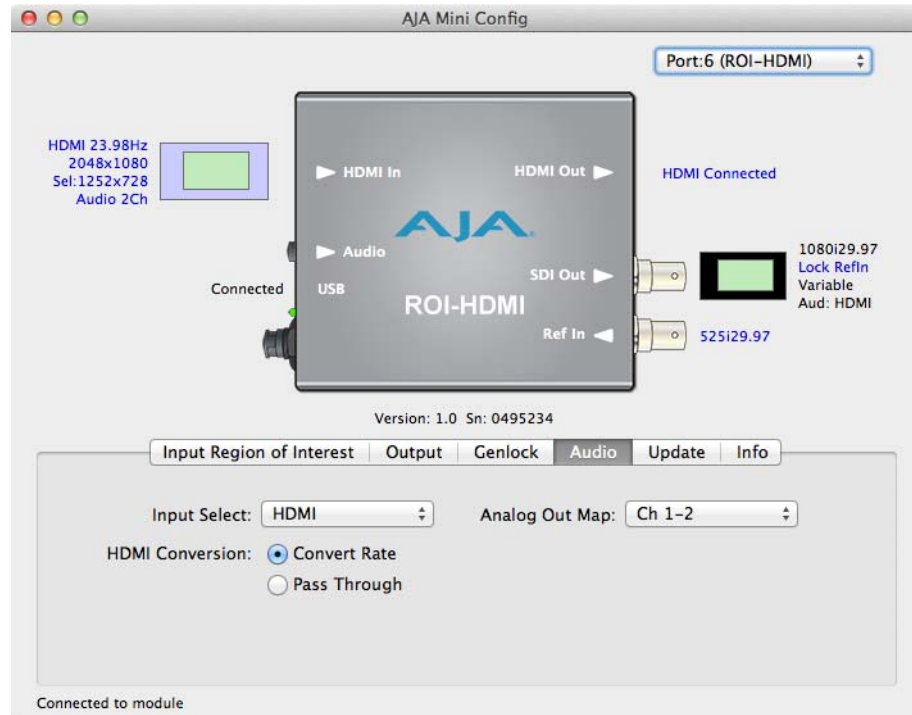 AJA Mini Config
Port:6 (ROI-HDMI)
HDMI 23.98Hz
2048x1080
Sel:1252x728
Audio 2Ch
HDMI In
HDMI Out
HDMI Connected
AJA
Audio
Connected
USB
SDI Out
1080i29.97
Lock RefIn
Variable
Aud: HDMI
ROI-HDMI
Ref In
525i29.97
Version: 1.0 Sn: 0495234
Input Region of Interest Output Genlock Audio Update Info
Input Select: HDMI Analog Out Map: Ch 1-2
HDMI Conversion: Convert Rate
Pass Through
Connected to module